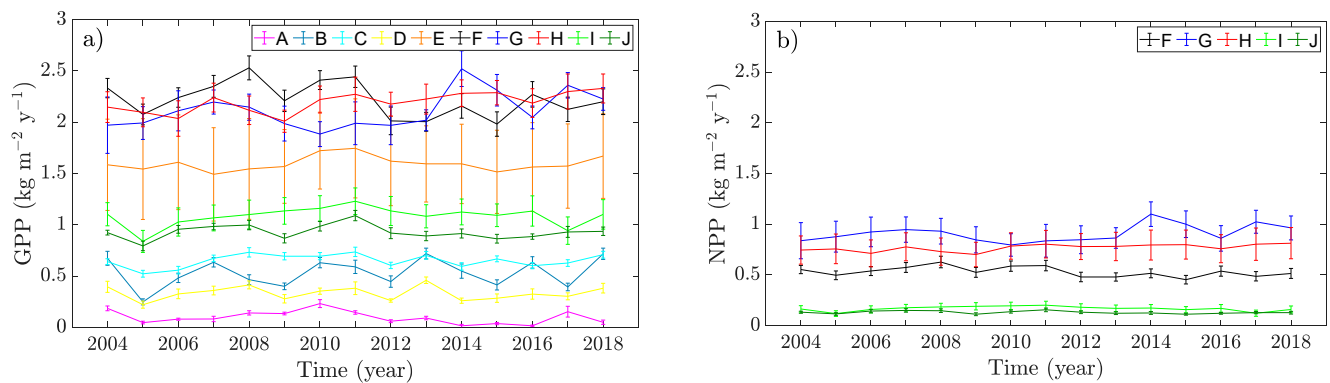 a)
A B C D E F G H I J
GPP (kg m⁻² y⁻¹)
3
2.5
2
1.5
1
0.5
0
2004 2006 2008 2010 2012 2014 2016 2018
Time (year)
b)
F G H I J
NPP (kg m⁻² y⁻¹)
3
2.5
2
1.5
1
0.5
0
2004 2006 2008 2010 2012 2014 2016 2018
Time (year)